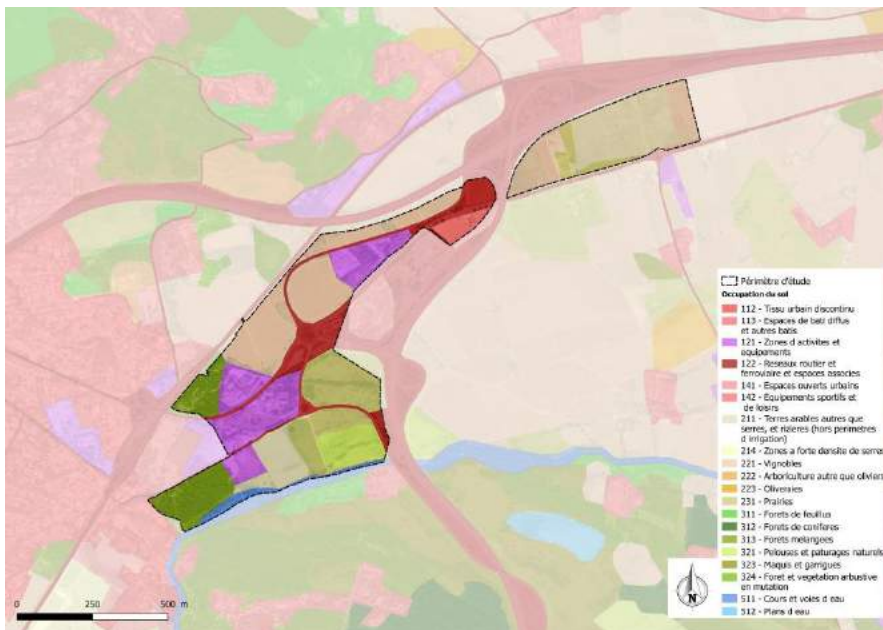 Périmètre d'étude
Occupation du sol
112 - Tissu urbain discontinu
113 - Espaces de bati diffus
et autres batis
121 - Zones d activites et
equipements
122 - Reseaux routier et
ferroviaire et espaces associes
141 - Espaces ouverts urbains
142 - Equipements sportifs et
de loisirs
211 - Terres arables autres que
serres, et rizieres (hors perimetres
d irrigation)
214 - Zones a forte densite de serres
221 - Vignobles
222 - Arboriculture autre que oliviers
223 - Oliveraies
231 - Prairies
311 - Forets de feuillus
312 - Forets de coniferes
313 - Forets melangees
321 - Pelouses et paturages naturels
323 - Maquis et garrigues
324 - Foret et vegetation arbustive
en mutation
511 - Cours et voies d eau
512 - Plans d eau
N
0 250 500 m